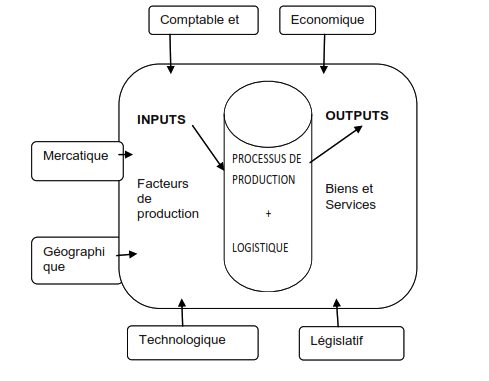 Comptable et
Economique
INPUTS
OUTPUTS
Mercatique
PROCESSUS DE
PRODUCTION
+
LOGISTIQUE
Facteurs
de
production
Biens et
Services
Géographi
que
Technologique
Législatif